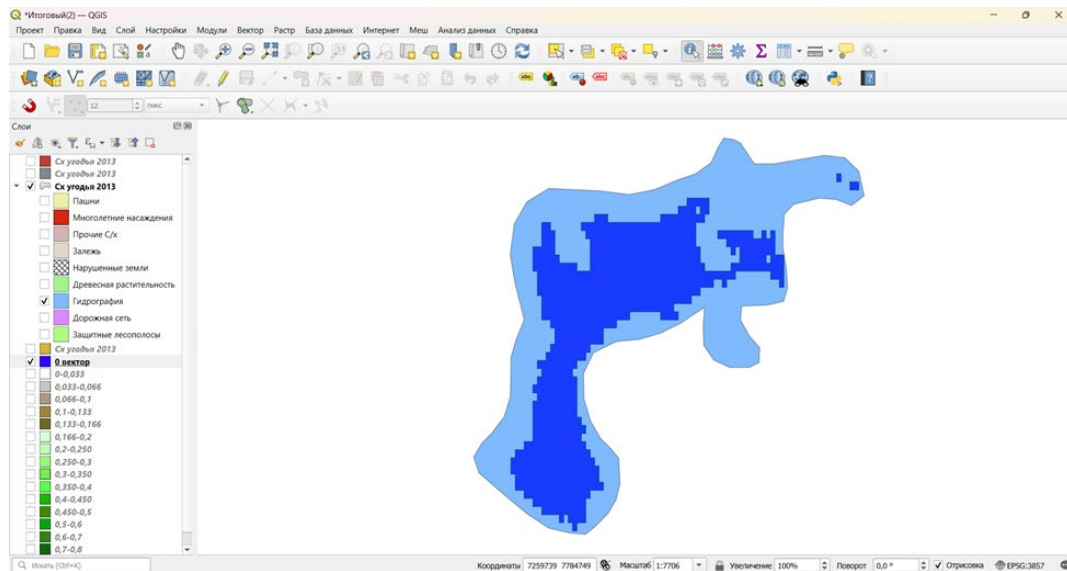 *Итоговый(2) — QGIS
Проект Правка Вид Слой Настройки Модули Вектор Растр База данных Интернет Меш Анализ данных Справка
12 пикс
Слои
Сх угодья 2013
Сх угодья 2013
Сх угодья 2013
Пашни
Многолетние насаждения
Прочие С/х
Залежь
Нарушенные земли
Древесная растительность
Гидрография
Дорожная сеть
Защитные лесополосы
Сх угодья 2013
0 вектор
0-0,033
0,033-0,066
0,066-0,1
0,1-0,133
0,133-0,166
0,166-0,2
0,2-0,250
0,250-0,3
0,3-0,350
0,350-0,4
0,4-0,450
0,450-0,5
0,5-0,6
0,6-0,7
0,7-0,8
Искать (Ctrl+K) Координаты 7259739 7784749 Масштаб 1:7706 Увеличение 100% Поворот 0,0 ° Отрисовка EPSG:3857